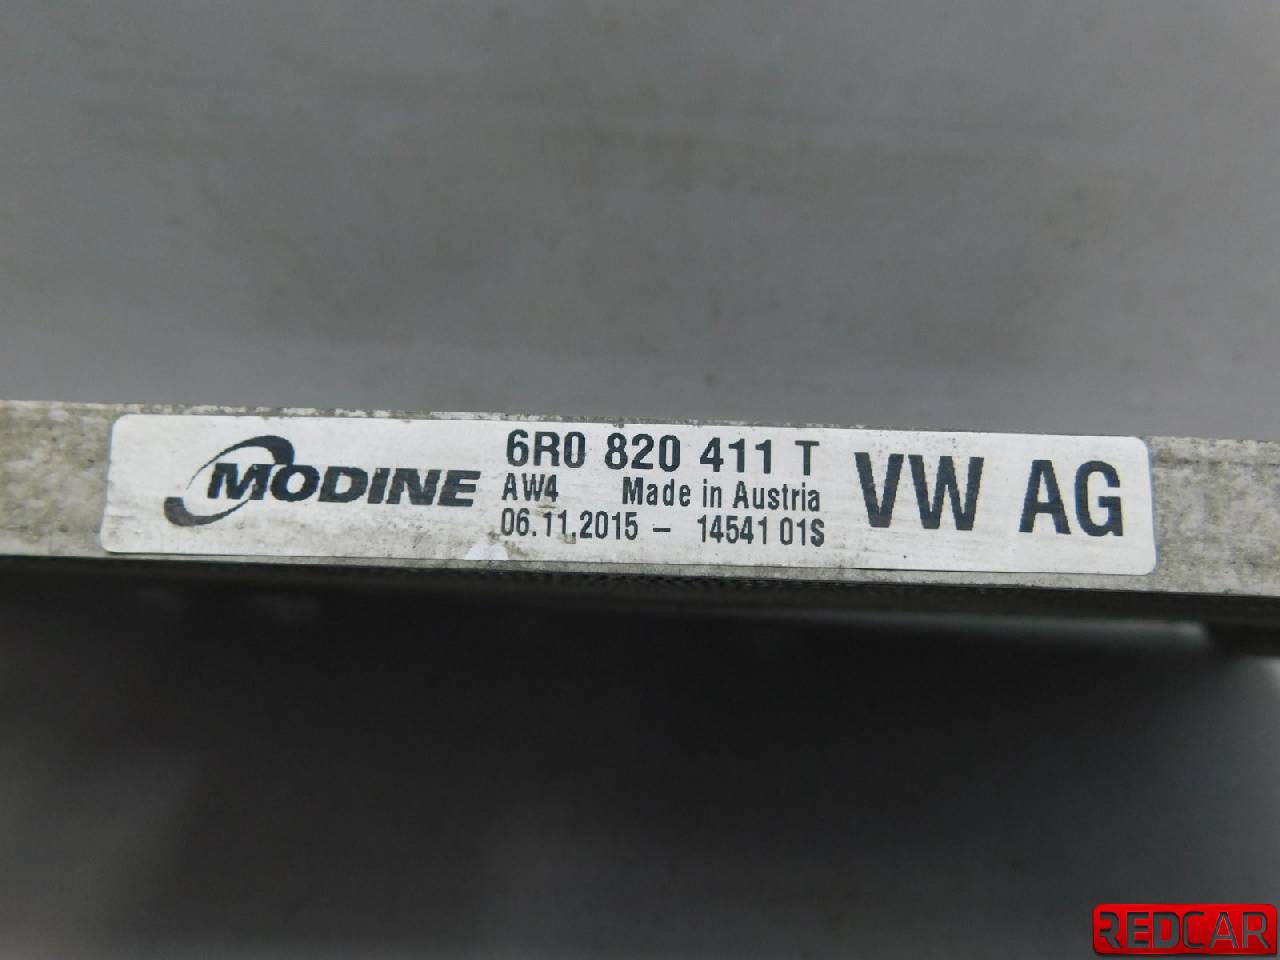 MODINE
6R0 820 411 T
AW4 Made in Austria
06.11.2015 - 14541 01S
VW AG
REDCAR